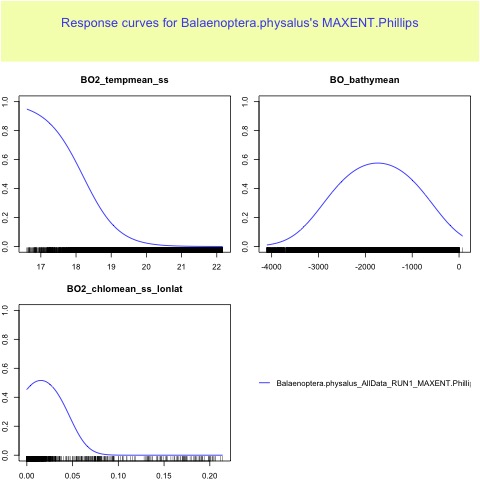 Response curves for Balaenoptera.physalus's MAXENT.Phillips
BO2_tempmean_ss
BO_bathymean
1.0
0.8
0.6
0.4
0.2
0.0
17 18 19 20 21 22
1.0
0.8
0.6
0.4
0.2
0.0
-4000 -3000 -2000 -1000 0
BO2_chlomean_ss_lonlat
1.0
0.8
0.6
0.4
0.2
0.0
0.00 0.05 0.10 0.15 0.20
Balaenoptera.physalus_AllData_RUN1_MAXENT.Philli